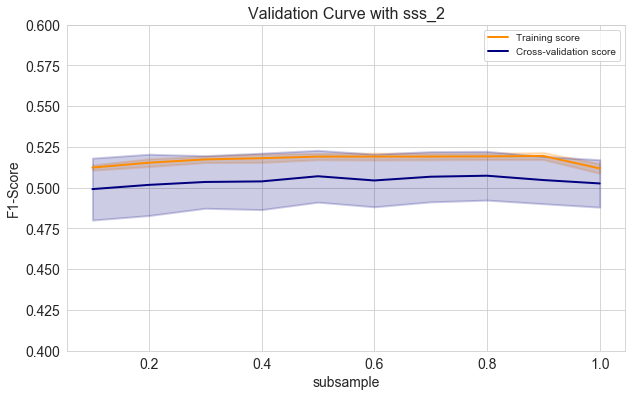 Validation Curve with sss_2
Training score
Cross-validation score
F1-Score
0.600
0.575
0.550
0.525
0.500
0.475
0.450
0.425
0.400
0.2
0.4
0.6
0.8
1.0
subsample